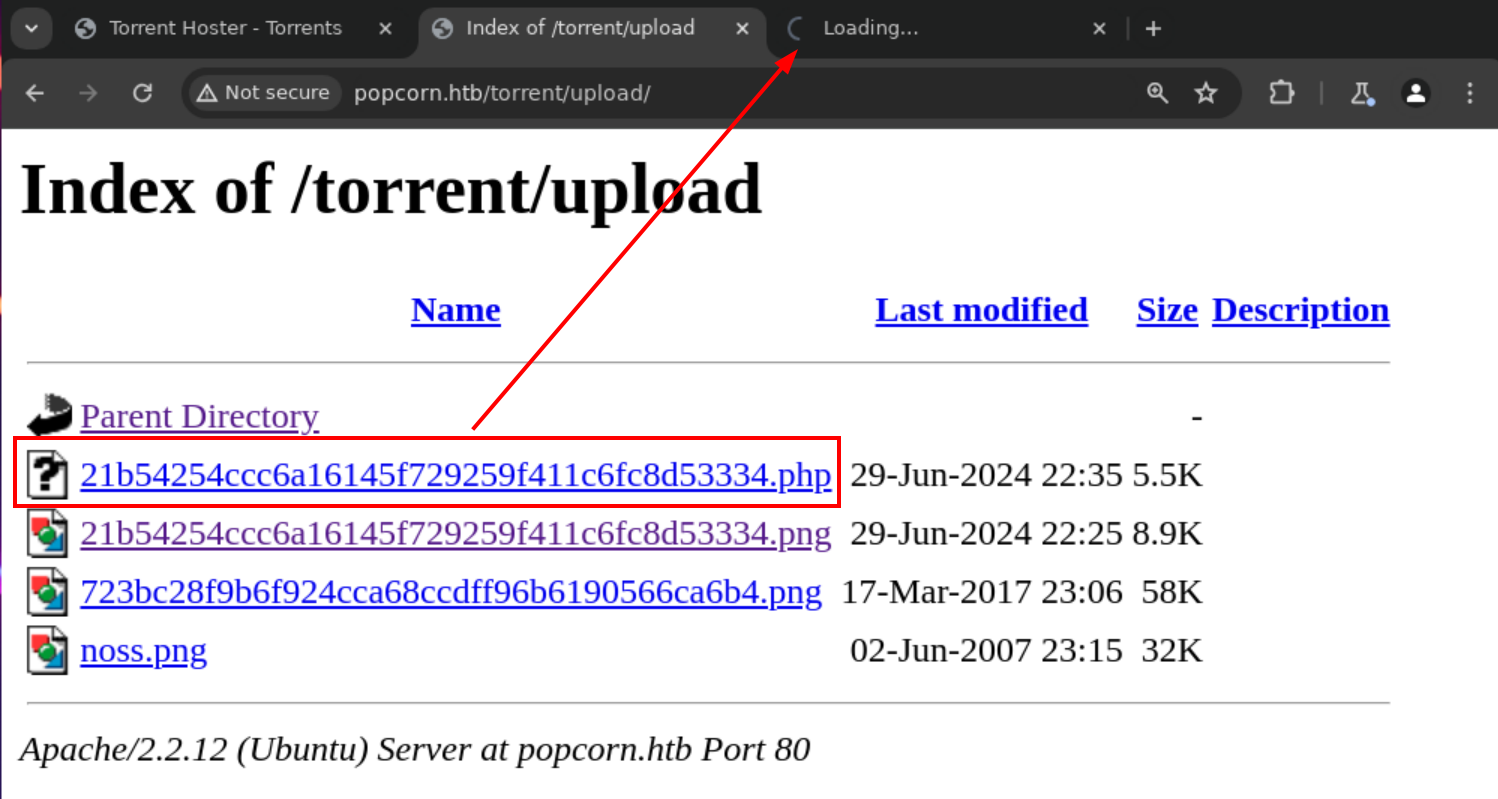 Torrent Hoster - Torrents Index of /torrent/upload Loading...
Not secure popcorn.htb/torrent/upload/
Index of /torrent/upload
Name Last modified Size Description
Parent Directory -
21b54254ccc6a16145f729259f411c6fc8d53334.php 29-Jun-2024 22:35 5.5K
21b54254ccc6a16145f729259f411c6fc8d53334.png 29-Jun-2024 22:25 8.9K
723bc28f9b6f924cca68ccdff96b6190566ca6b4.png 17-Mar-2017 23:06 58K
noss.png 02-Jun-2007 23:15 32K
Apache/2.2.12 (Ubuntu) Server at popcorn.htb Port 80